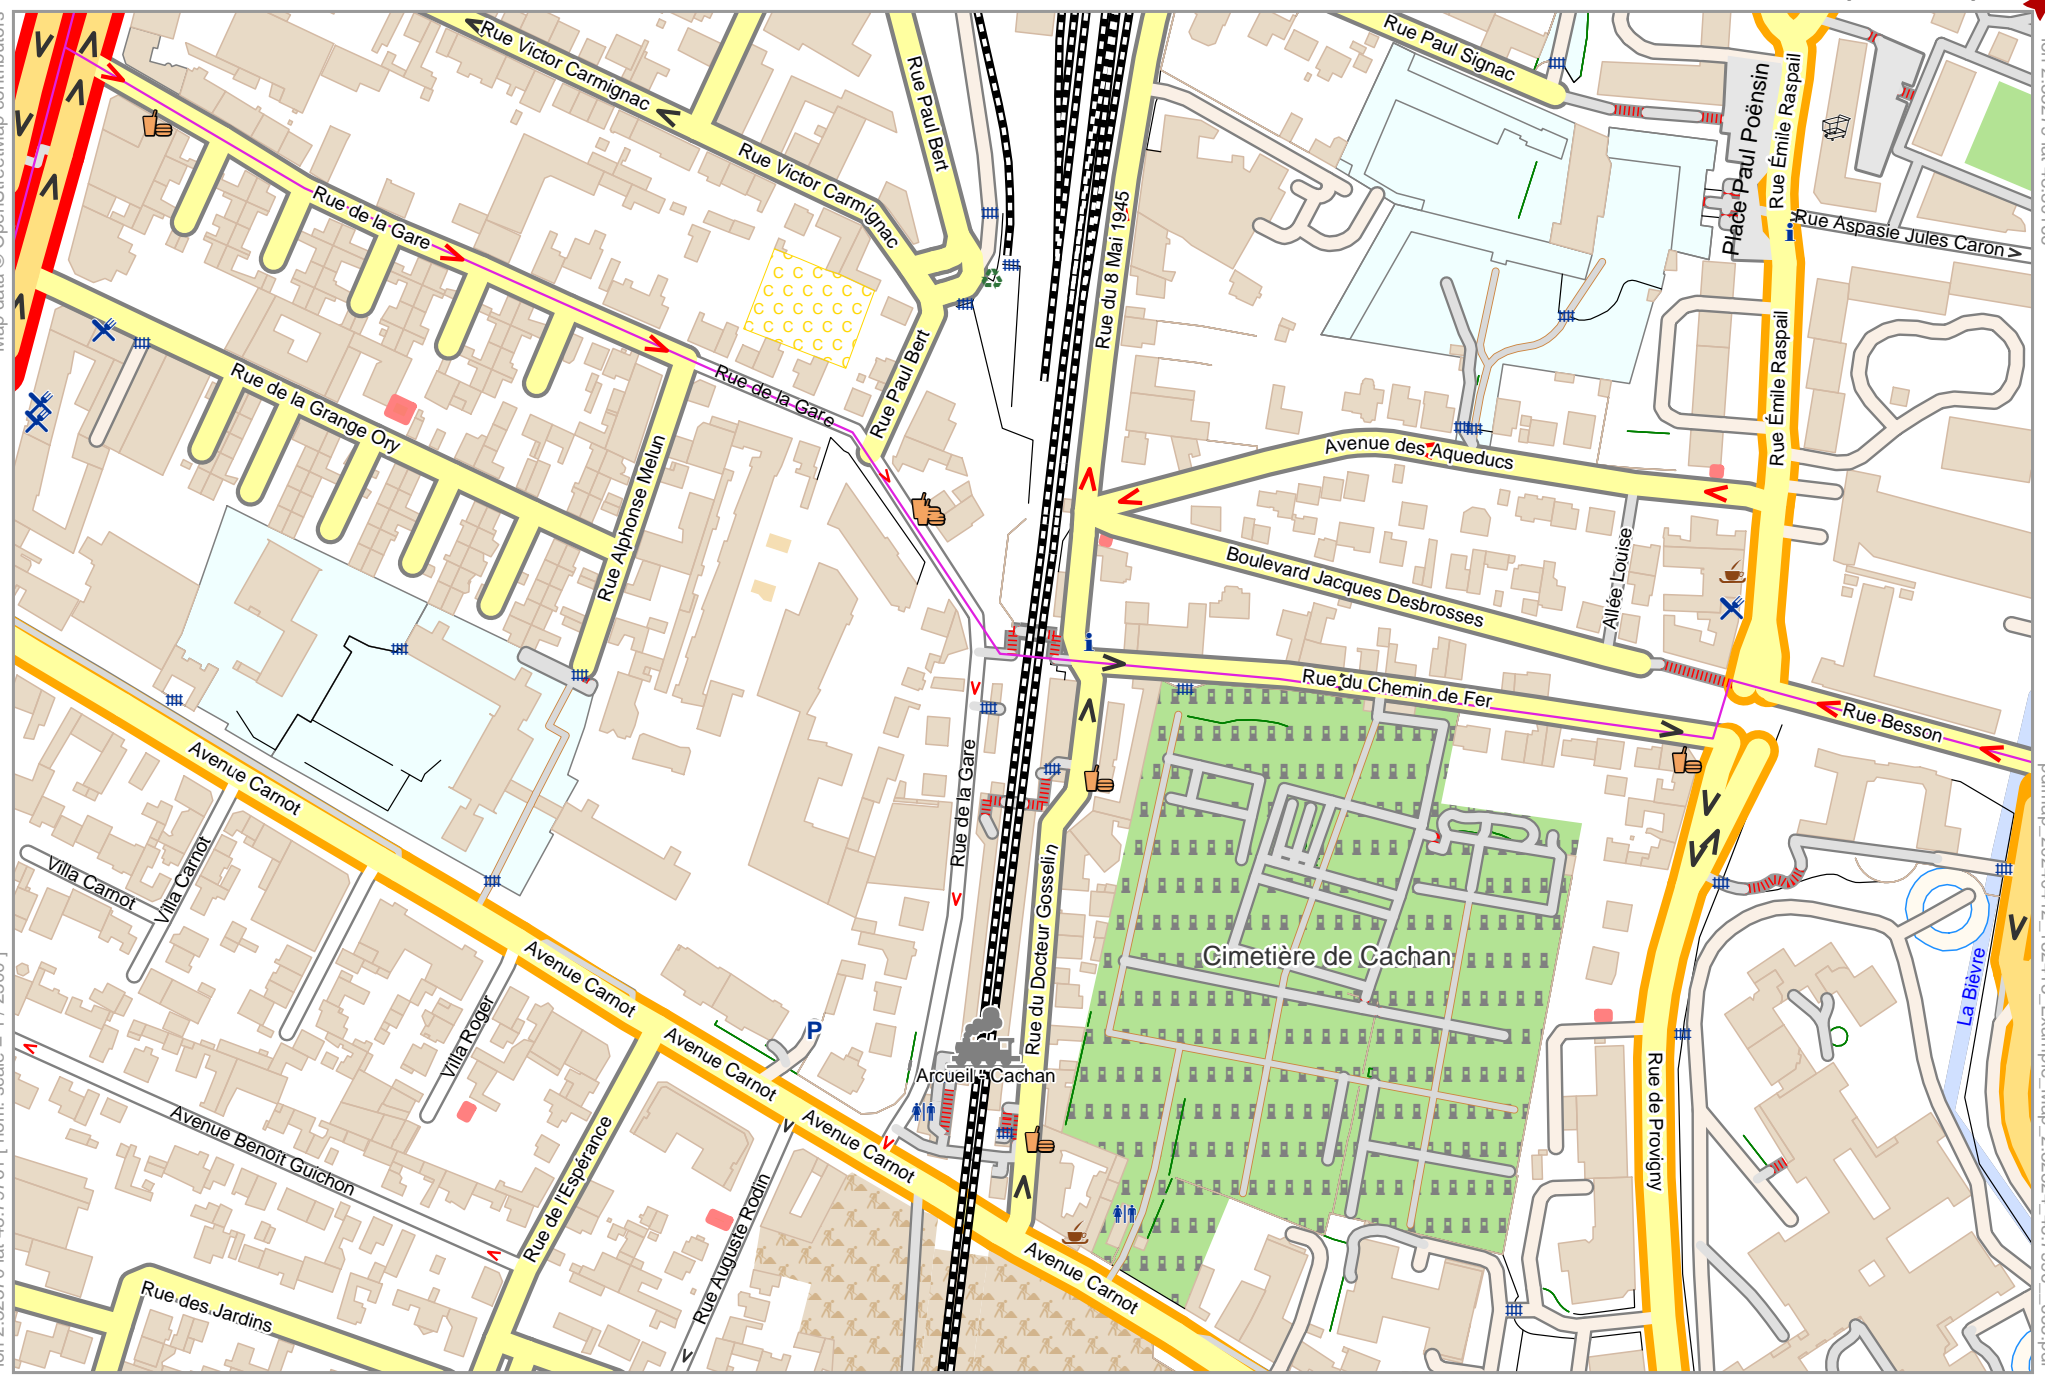 Rue Victor Carmignac
Rue Paul Bert
Rue Paul Signac
Rue Émile Raspail
Place Paul Poënsin
Rue Victor Carmignac
Rue de la Gare
Rue du 8 Mai 1945
Rue Aspasie Jules Caron
Rue Paul Bert
Rue de la Gare
Rue Émile Raspail
Rue de la Grange Ory
Avenue des Aqueducs
Rue Alphonse Melun
Boulevard Jacques Desbrosses
Allée Louise
Rue du Chemin de Fer
Rue Besson
Avenue Carnot
Rue de la Gare
Villa Carnot
Villa Carnot
Rue du Docteur Gosselin
Cimetière de Cachan
Avenue Carnot
La Bièvre
Villa Roger
P
Avenue Carnot
Arcueil - Cachan
Avenue Carnot
Rue de Provigny
Avenue Benoît Guichon
Rue de l'Espérance
Rue Auguste Rodin
Avenue Carnot
Rue des Jardins